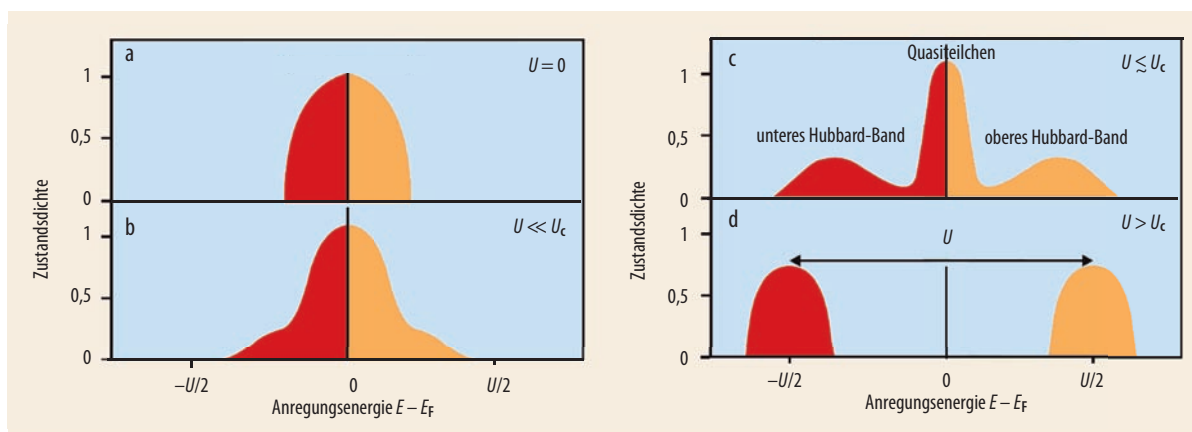 a
U = 0
1
0,5
0
Zustandsdichte
b
U << Uc
1
0,5
0
–U/2
0
U/2
Anregungsenergie E – EF
c
Quasiteilchen
U ≲ Uc
1
unteres Hubbard-Band
oberes Hubbard-Band
0,5
0
Zustandsdichte
d
U > Uc
U
1
0,5
0
–U/2
0
U/2
Anregungsenergie E – EF